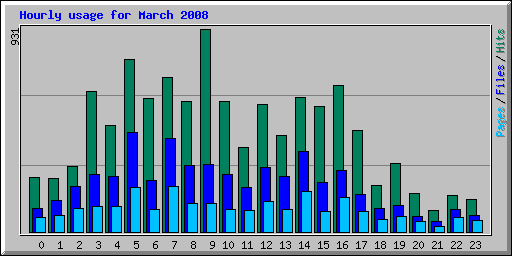 Hourly usage for March 2008
931
Pages / Files / Hits
0 1 2 3 4 5 6 7 8 9 10 11 12 13 14 15 16 17 18 19 20 21 22 23